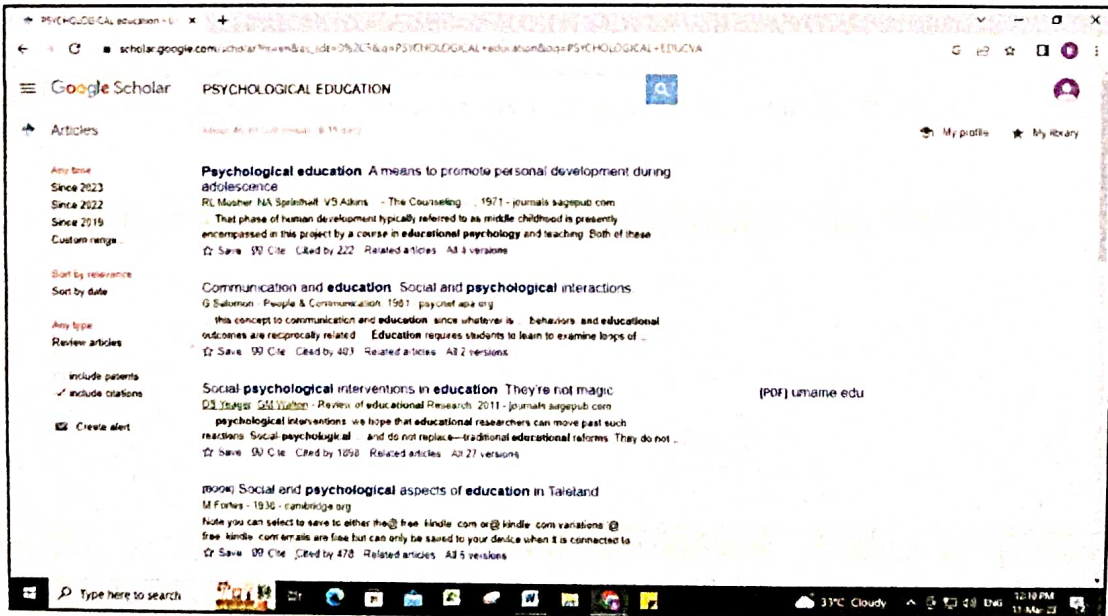 PSYCHOLOGICAL education -
scholar.google.com
Google Scholar
PSYCHOLOGICAL EDUCATION
Articles
My profile
My library
Any time
Since 2023
Since 2022
Since 2019
Custom range...
Sort by relevance
Sort by date
Any type
Review articles
include patents
include citations
Create alert
Psychological education A means to promote personal development during
adolescence
RL Mosher NA Sprinthall VS Atkins - The Counseling , 1971 - journals sagepub com
That phase of human development typically referred to as middle childhood is presently
encompassed in this project by a course in educational psychology and teaching Both of these
Save Cite Cited by 222 Related articles All 4 versions
Communication and education Social and psychological interactions
G Salomon - People & Communication 1981 psycnet apa org
this concept to communication and education since whatever is .. behaviors and educational
outcomes are reciprocally related Education requires students to learn to examine loops of ..
Save Cite Cited by 403 Related articles All 2 versions
Social-psychological interventions in education They're not magic
DS Yeager GM Walton - Review of educational Research 2011 - journals sagepub com
psychological interventions we hope that educational researchers can move past such
reactions Social-psychological .. and do not replace—traditional educational reforms They do not ..
Save Cite Cited by 1898 Related articles All 27 versions
[PDF] umaine edu
[BOOK] Social and psychological aspects of education in Taleland
M Fortes - 1938 - cambridge org
Note you can select to save to either the@ free kindle com or@ kindle com variations '@
free kindle com emails are free but can only be saved to your device when it is connected to
Save Cite Cited by 478 Related articles All 5 versions
Type here to search
33°C Cloudy
ENG
12:10 PM
11-Mar-23